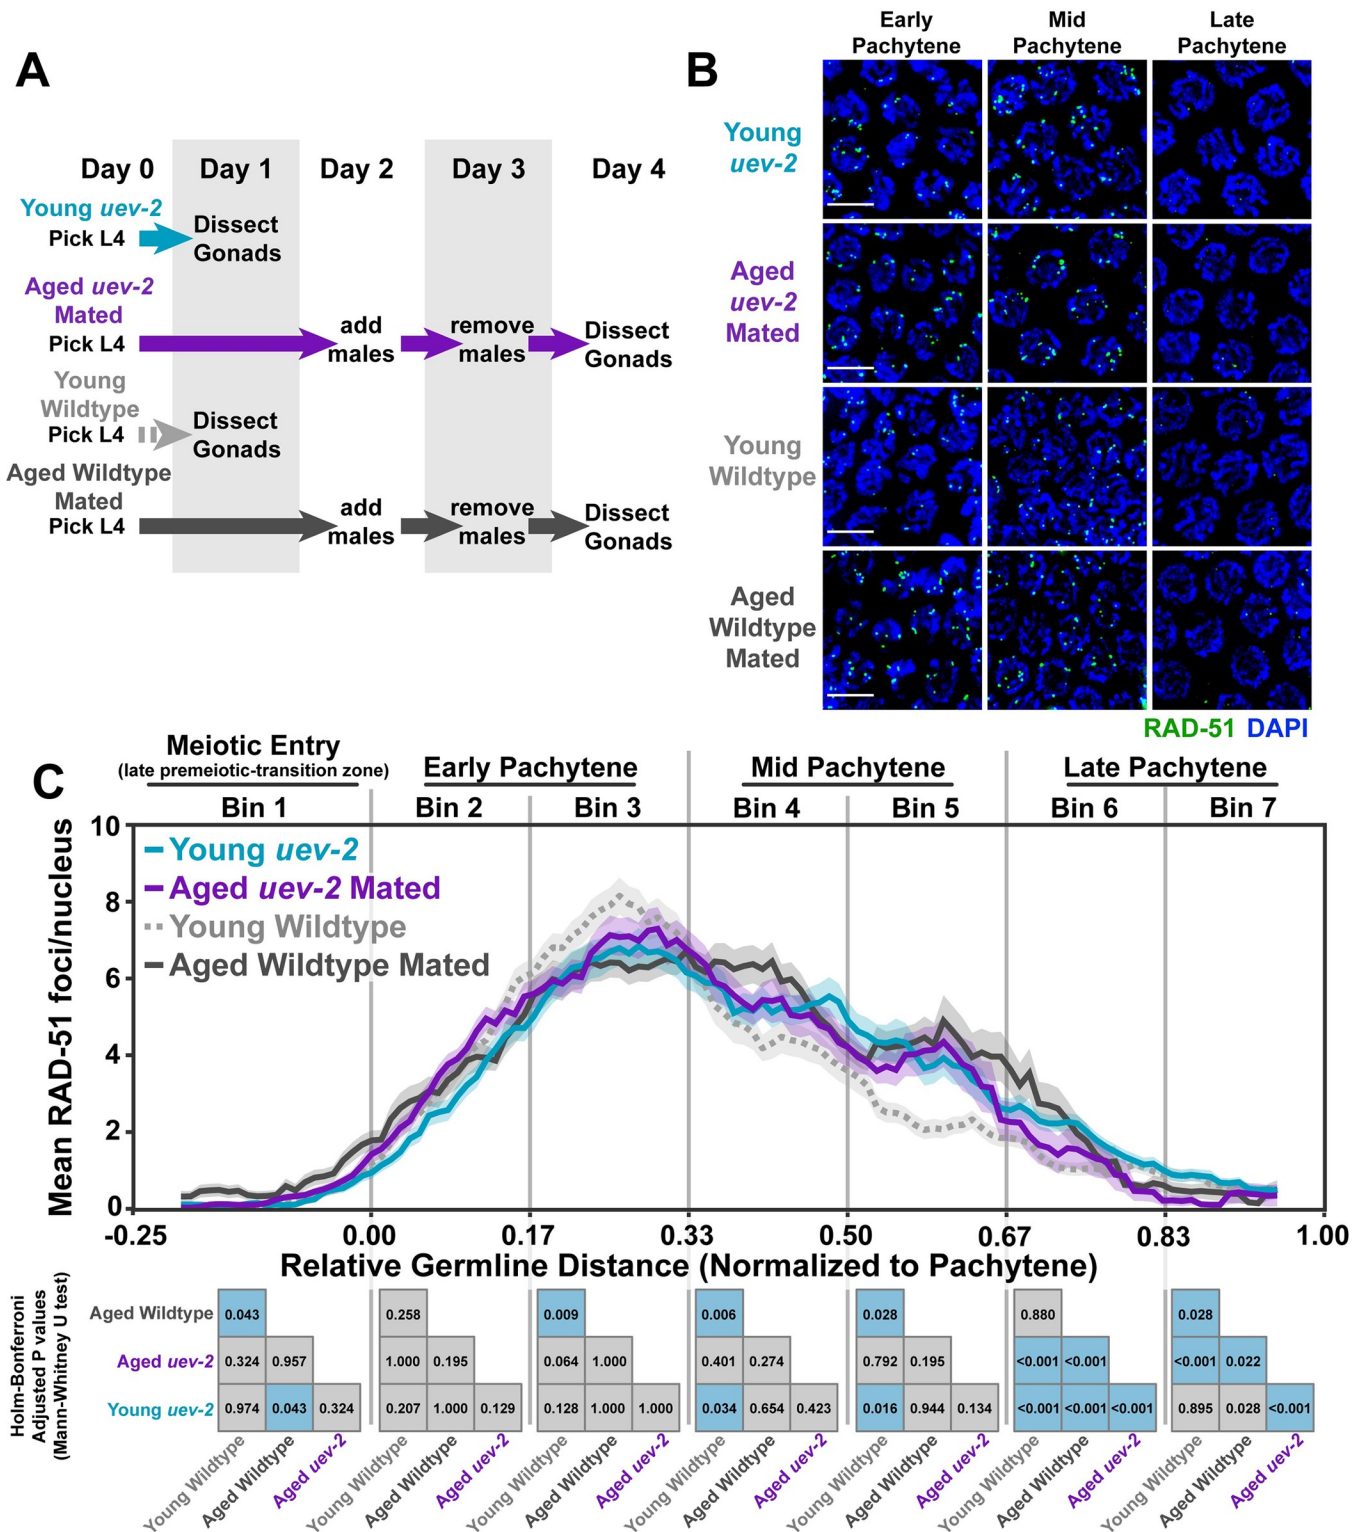 A
Day 0
Day 1
Day 2
Day 3
Day 4
Young uev-2
Pick L4
Dissect
Gonads
Aged uev-2
Mated
Pick L4
add
males
remove
males
Dissect
Gonads
Young
Wildtype
Pick L4
Dissect
Gonads
Aged Wildtype
Mated
Pick L4
add
males
remove
males
Dissect
Gonads
B
Early
Pachytene
Mid
Pachytene
Late
Pachytene
Young
uev-2
Aged
uev-2
Mated
Young
Wildtype
Aged
Wildtype
Mated
RAD-51 DAPI
C
Meiotic Entry
(late premeiotic-transition zone)
Early Pachytene
Mid Pachytene
Late Pachytene
Bin 1
Bin 2
Bin 3
Bin 4
Bin 5
Bin 6
Bin 7
Mean RAD-51 foci/nucleus
10
8
6
4
2
0
Young uev-2
Aged uev-2 Mated
Young Wildtype
Aged Wildtype Mated
-0.25
0.00
0.17
0.33
0.50
0.67
0.83
1.00
Relative Germline Distance (Normalized to Pachytene)
Holm-Bonferroni
Adjusted P values
(Mann-Whitney U test)
Aged Wildtype 0.043 0.258 0.009 0.006 0.028 0.880 0.028
Aged uev-2 0.324 0.957 1.000 0.195 0.064 1.000 0.401 0.274 0.792 0.195 <0.001 <0.001 <0.001 0.022
Young uev-2 0.974 0.043 0.324 0.207 1.000 0.129 0.128 1.000 1.000 0.034 0.654 0.423 0.016 0.944 0.134 <0.001 <0.001 <0.001 0.895 0.028 <0.001
Young Wildtype
Aged Wildtype
Aged uev-2
Young Wildtype
Aged Wildtype
Aged uev-2
Young Wildtype
Aged Wildtype
Aged uev-2
Young Wildtype
Aged Wildtype
Aged uev-2
Young Wildtype
Aged Wildtype
Aged uev-2
Young Wildtype
Aged Wildtype
Aged uev-2
Young Wildtype
Aged Wildtype
Aged uev-2